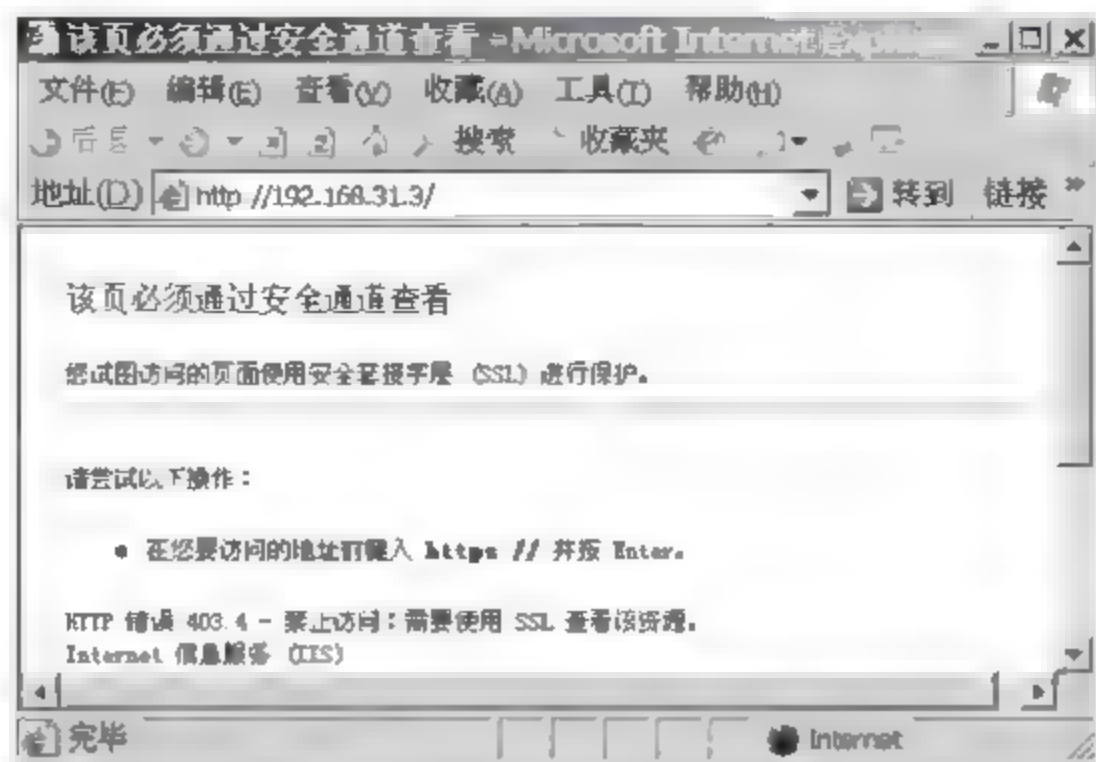 该页必须通过安全通道查看 - Microsoft Internet
文件(F) 编辑(E) 查看(V) 收藏(A) 工具(T) 帮助(H)
后退 搜索 收藏夹
地址(D) http //192.168.31.3/ 转到 链接 »
该页必须通过安全通道查看
您试图访问的页面使用安全套接字层 (SSL) 进行保护。
请尝试以下操作：
• 在您要访问的地址前键入 https // 并按 Enter。
HTTP 错误 403.4 - 禁止访问：需要使用 SSL 查看该资源。
Internet 信息服务 (IIS)
完毕 Internet